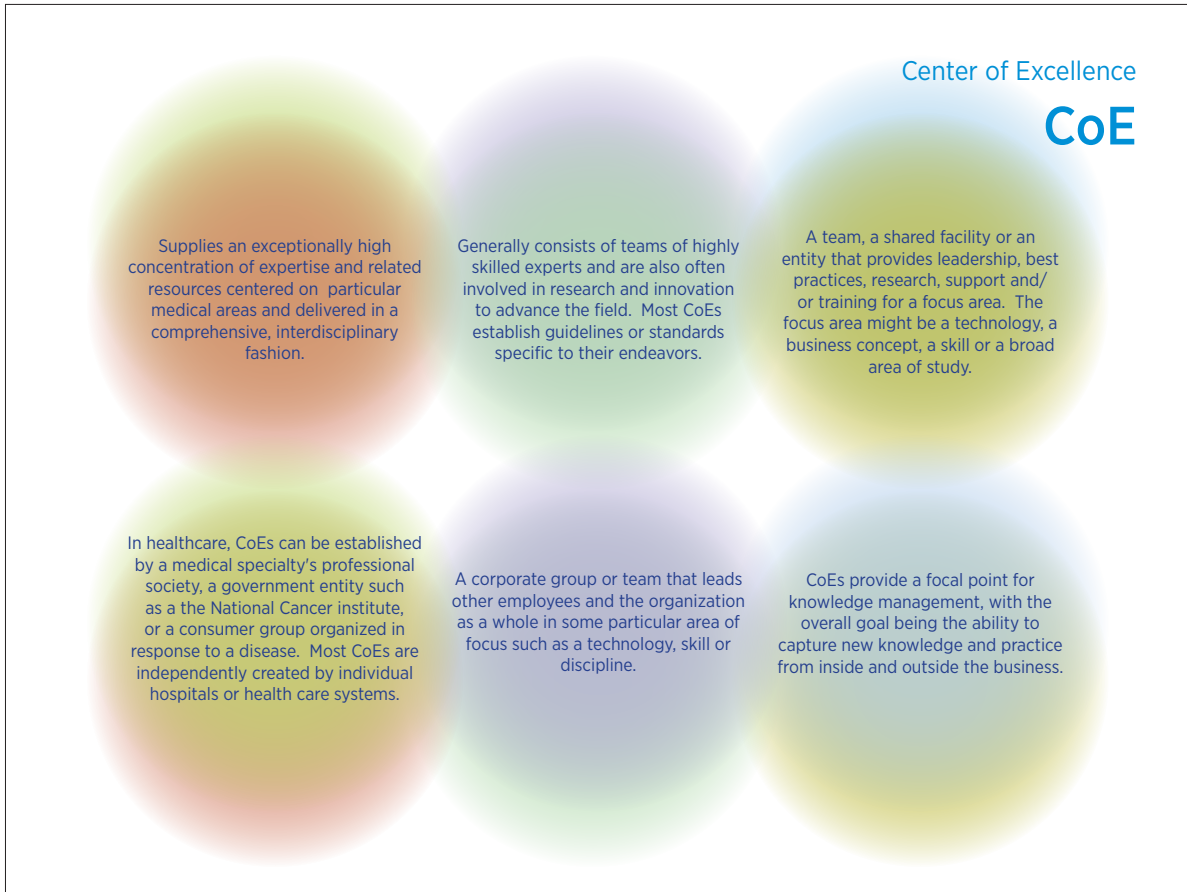 Center of Excellence
CoE
Supplies an exceptionally high
concentration of expertise and related
resources centered on  particular
medical areas and delivered in a
comprehensive, interdisciplinary
fashion.
Generally consists of teams of highly
skilled experts and are also often
involved in research and innovation
to advance the field.  Most CoEs
establish guidelines or standards
specific to their endeavors.
A team, a shared facility or an
entity that provides leadership, best
practices, research, support and/
or training for a focus area.  The
focus area might be a technology, a
business concept, a skill or a broad
area of study.
In healthcare, CoEs can be established
by a medical specialty's professional
society, a government entity such
as a the National Cancer institute,
or a consumer group organized in
response to a disease.  Most CoEs are
independently created by individual
hospitals or health care systems.
A corporate group or team that leads
other employees and the organization
as a whole in some particular area of
focus such as a technology, skill or
discipline.
CoEs provide a focal point for
knowledge management, with the
overall goal being the ability to
capture new knowledge and practice
from inside and outside the business.